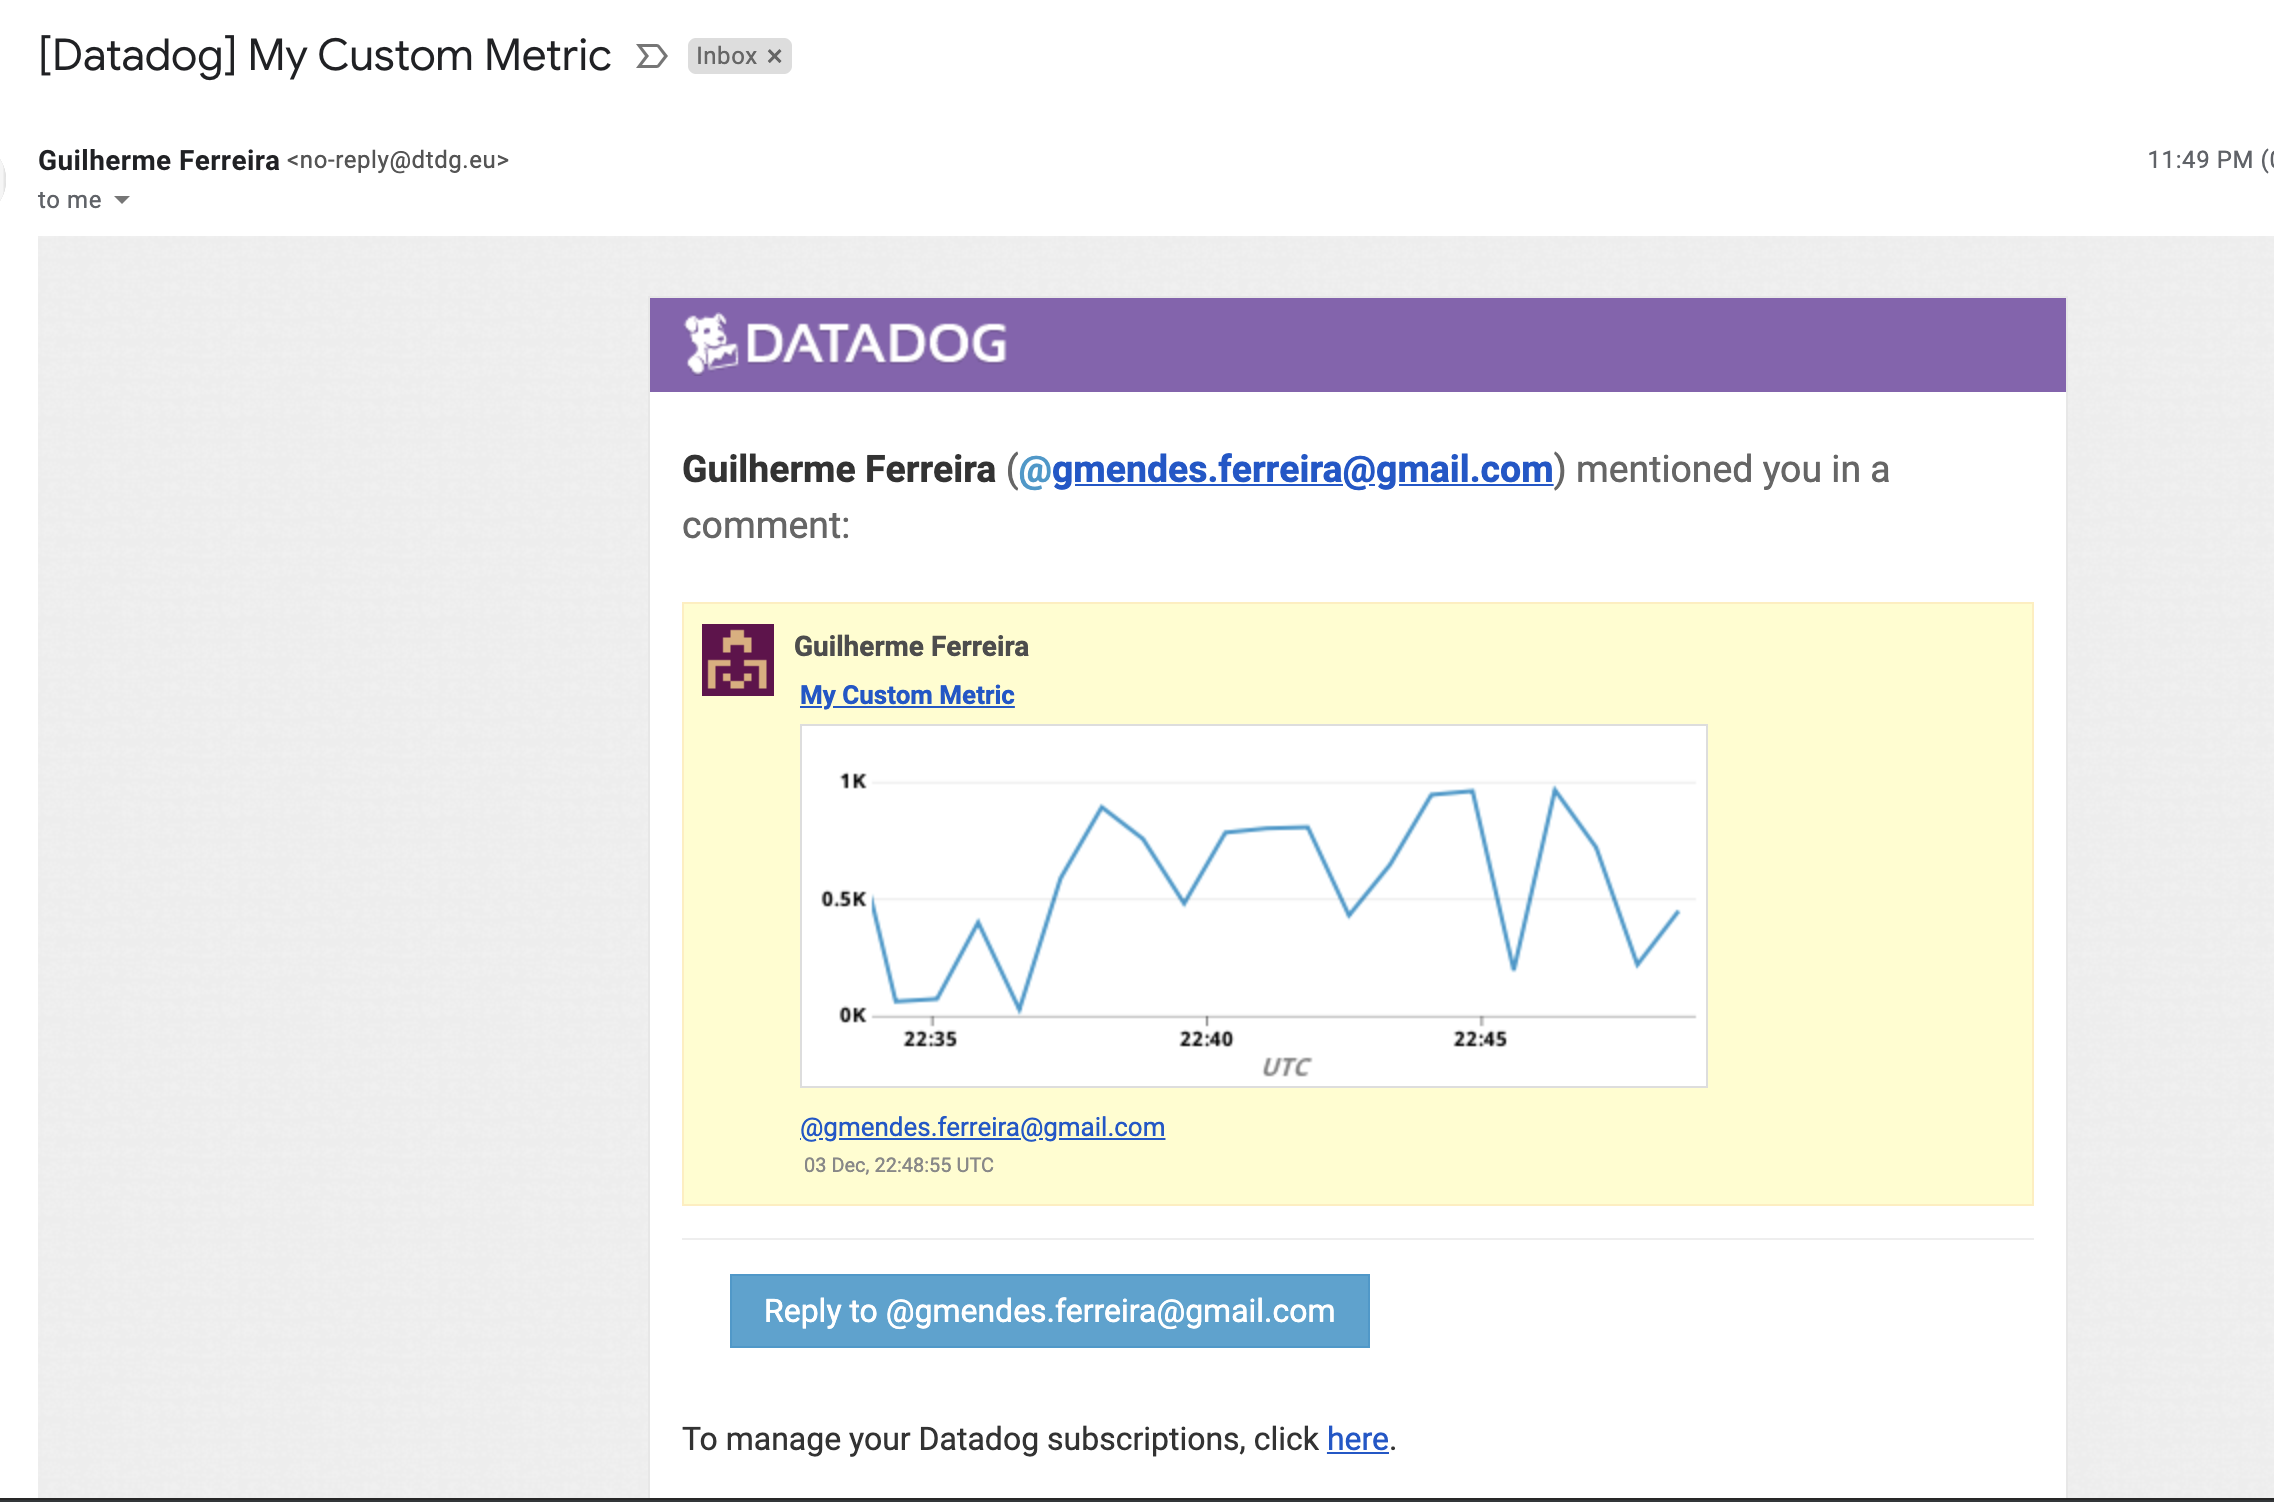 [Datadog] My Custom Metric Inbox ×
Guilherme Ferreira <no-reply@dtdg.eu> 11:49 PM (
to me
DATADOG
Guilherme Ferreira (@gmendes.ferreira@gmail.com) mentioned you in a
comment:
Guilherme Ferreira
My Custom Metric
1K
0.5K
0K
22:35 22:40 22:45
UTC
@gmendes.ferreira@gmail.com
03 Dec, 22:48:55 UTC
Reply to @gmendes.ferreira@gmail.com
To manage your Datadog subscriptions, click here.